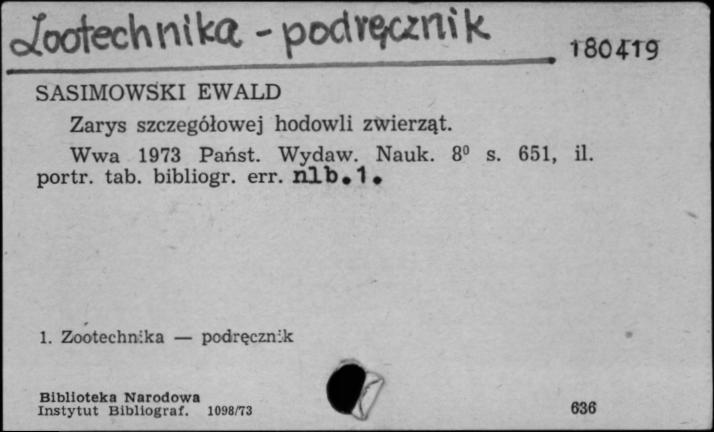 Zootechnika - podręcznik
180419
SASIMOWSKI EWALD
Zarys szczegółowej hodowli zwierząt.
Wwa 1973 Państ. Wydaw. Nauk. 8⁰ s. 651, il.
portr. tab. bibliogr. err. nlb.1.
1. Zootechnika — podręcznik
Biblioteka Narodowa
Instytut Bibliograf. 1098/73
636